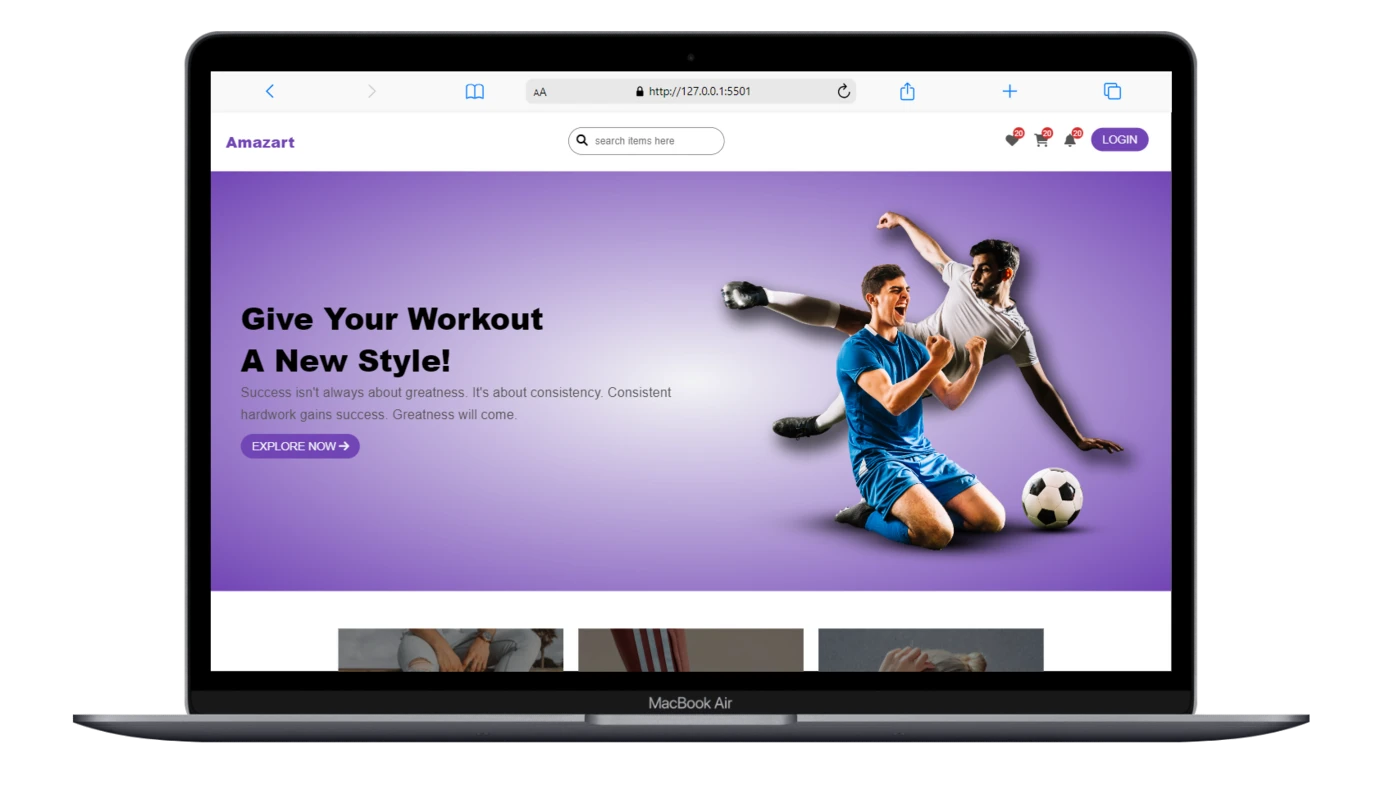 AA
http://127.0.0.1:5501
Amazart
search items here
20
20
20
LOGIN
Give Your Workout
A New Style!
Success isn't always about greatness. It's about consistency. Consistent
hardwork gains success. Greatness will come.
EXPLORE NOW
MacBook Air